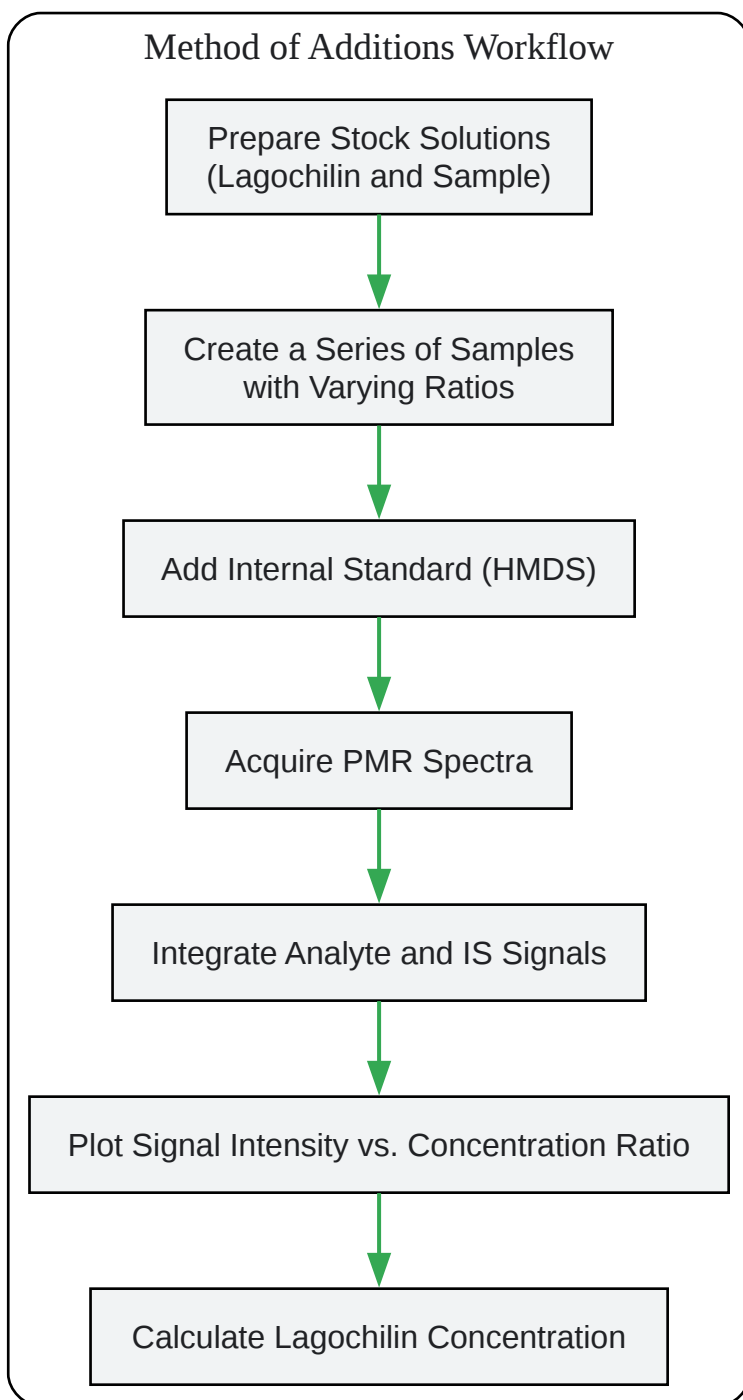 Method of Additions Workflow
Prepare Stock Solutions
(Lagochilin and Sample)
Create a Series of Samples
with Varying Ratios
Add Internal Standard (HMDS)
Acquire PMR Spectra
Integrate Analyte and IS Signals
Plot Signal Intensity vs. Concentration Ratio
Calculate Lagochilin Concentration